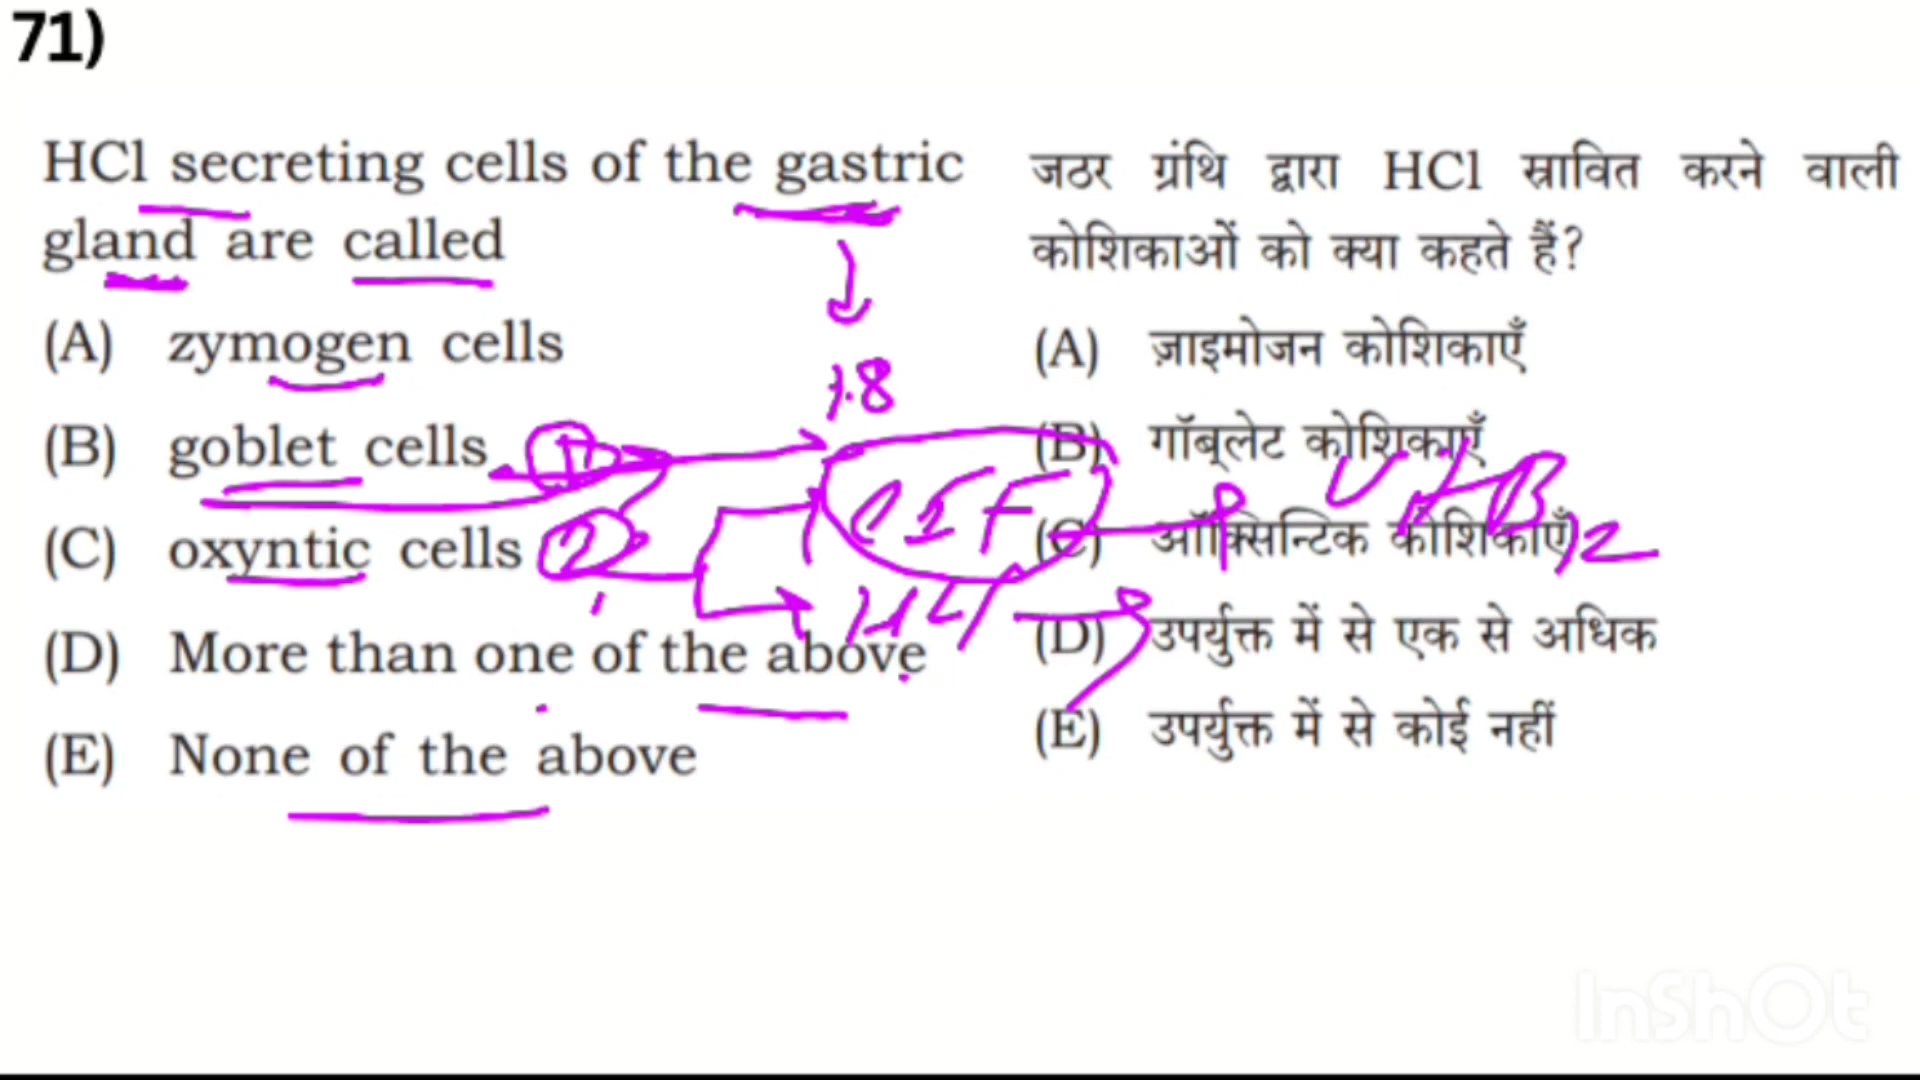 71)
HCl secreting cells of the gastric
gland are called
(A) zymogen cells
(B) goblet cells
(C) oxyntic cells
(D) More than one of the above
(E) None of the above
1.8
CIF
Vit B12
जठर ग्रंथि द्वारा HCl स्रावित करने वाली
कोशिकाओं को क्या कहते हैं?
(A) ज़ाइमोजन कोशिकाएँ
(B) गॉब्लेट कोशिकाएँ
(C) ऑक्सिन्टिक कोशिकाएँ
(D) उपर्युक्त में से एक से अधिक
(E) उपर्युक्त में से कोई नहीं
InShOt